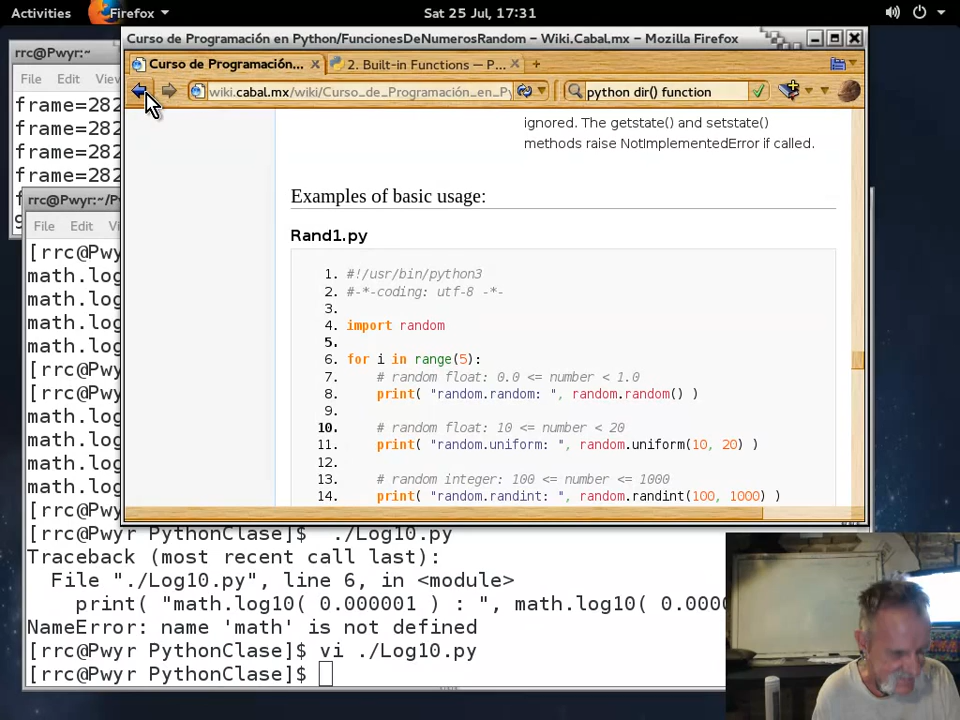 Activities Firefox Sat 25 Jul, 17:31
rrc@Pwyr:~
File Edit View
frame=282
frame=282
frame=282
frame=282
Curso de Programación en Python/FuncionesDeNumerosRandom – Wiki.Cabal.mx – Mozilla Firefox
Curso de Programación... 2. Built-in Functions — P...
wiki.cabal.mx/wiki/Curso_de_Programación_en_Py python dir() function
ignored. The getstate() and setstate()
methods raise NotImplementedError if called.
Examples of basic usage:
Rand1.py
1. #!/usr/bin/python3
2. #-*-coding: utf-8 -*-
3.
4. import random
5.
6. for i in range(5):
7. # random float: 0.0 <= number < 1.0
8. print( "random.random: ", random.random() )
9.
10. # random float: 10 <= number < 20
11. print( "random.uniform: ", random.uniform(10, 20) )
12.
13. # random integer: 100 <= number <= 1000
14. print( "random.randint: ", random.randint(100, 1000) )
rrc@Pwyr:~/P
File Edit
[rrc@Pwy
math.log
math.log
math.log
math.log
[rrc@Pwy
[rrc@Pwy
math.log
math.log
math.log
math.log
[rrc@Pwy
[rrc@Pwyr PythonClase]$ ./Log10.py
Traceback (most recent call last):
File "./Log10.py", line 6, in <module>
print( "math.log10( 0.000001 ) : ", math.log10( 0.0000
NameError: name 'math' is not defined
[rrc@Pwyr PythonClase]$ vi ./Log10.py
[rrc@Pwyr PythonClase]$